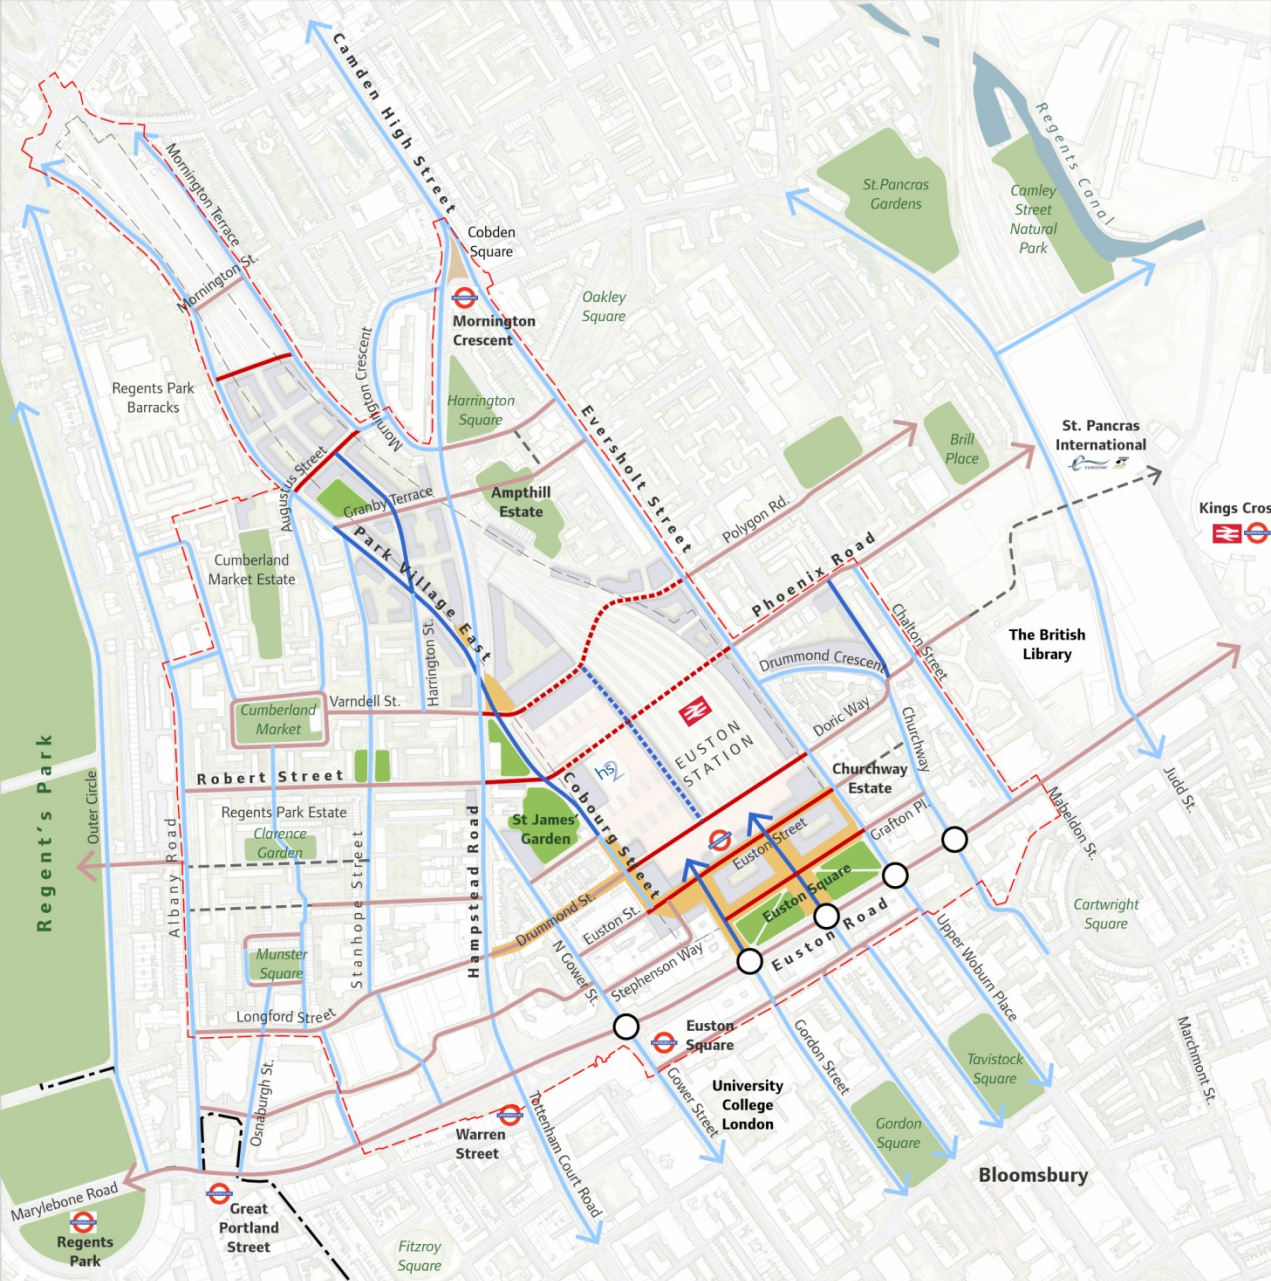 Camden High Street
Regents Canal
Mornington Terrace
St.Pancras
Gardens
Camley
Street
Natural
Park
Cobden
Square
Mornington St.
Oakley
Square
Mornington
Crescent
Mornington Crescent
Regents Park
Barracks
Harrington
Square
Eversholt Street
St. Pancras
International
Brill
Place
Mornington
Augustus Street
Granby Terrace
Ampthill
Estate
Polygon Rd.
Kings Cros
Park Village East
Cumberland
Market Estate
Phoenix Road
Chalton Street
The British
Library
Harrington St.
Drummond Crescent
Varndell St.
Cumberland
Market
Doric Way
Churchway
EUSTON
STATION
hs2
Regent's Park
Outer Circle
Robert Street
Cobourg Street
Churchway
Estate
Judd St.
Mabeldon St.
Regents Park Estate
Clarence
Garden
St James'
Garden
Euston Street
Grafton Pl.
Albany Road
Stanhope Street
Hampstead Road
Euston Square
Drummond St.
Euston St.
Euston Road
Cartwright
Square
Munster
Square
N Gower St.
Stephenson Way
Upper Woburn Place
Longford Street
Euston
Square
Gordon Street
Tavistock
Square
Marchmont St.
Osnaburgh St.
Gower Street
University
College
London
Tottenham Court Road
Warren
Street
Gordon
Square
Bloomsbury
Marylebone Road
Great
Portland
Street
Regents
Park
Fitzroy
Square